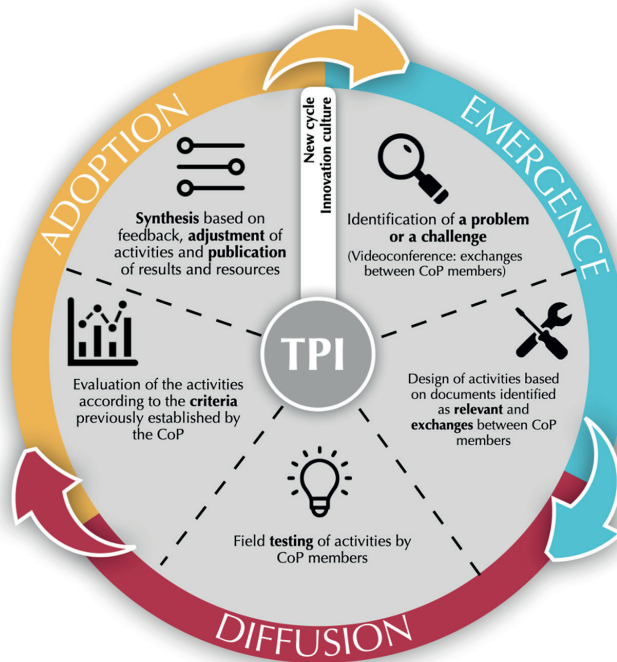 ADOPTION
EMERGENCE
DIFFUSION
New cycle
Innovation culture
TPI
Identification of a problem
or a challenge
(Videoconference: exchanges
between CoP members)
Design of activities based
on documents identified
as relevant and
exchanges between CoP
members
Field testing of activities by
CoP members
Evaluation of the activities
according to the criteria
previously established by
the CoP
Synthesis based on
feedback, adjustment of
activities and publication
of results and resources